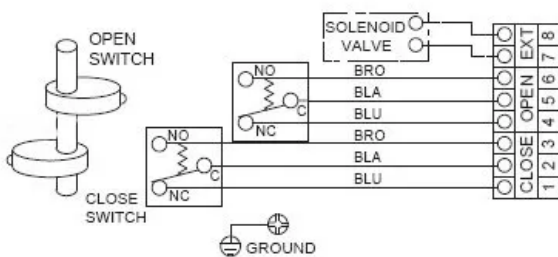 OPEN
SWITCH
SOLENOID
VALVE
EXT
8
7
NO
C
NC
BRO
BLA
BLU
OPEN
6
5
4
NO
C
NC
BRO
BLA
BLU
CLOSE
3
2
1
CLOSE
SWITCH
GROUND